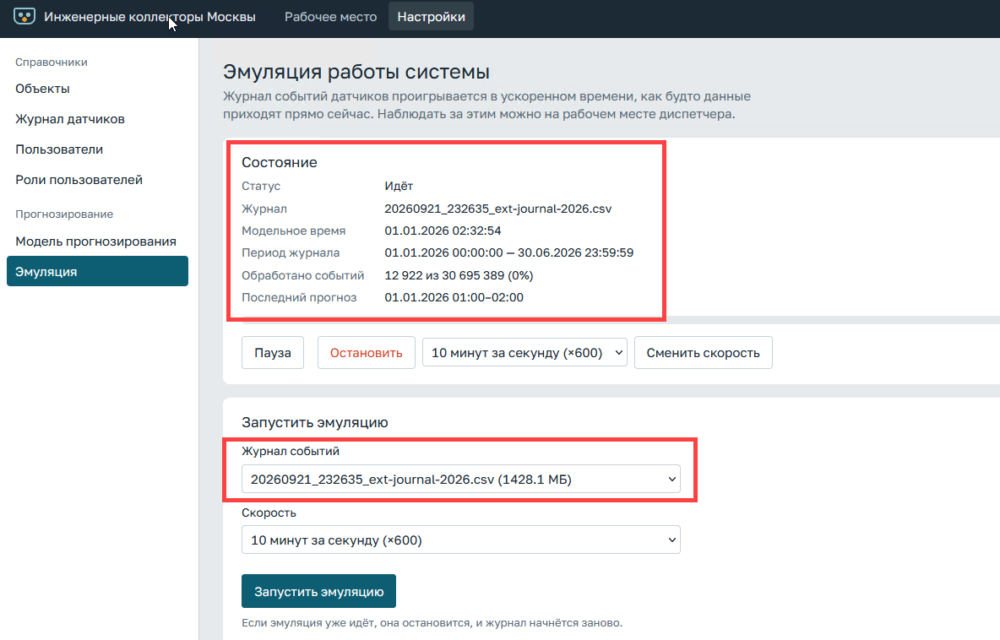 Инженерные коллекторы Москвы Рабочее место Настройки
Справочники
Объекты
Журнал датчиков
Пользователи
Роли пользователей
Прогнозирование
Модель прогнозирования
Эмуляция
Эмуляция работы системы
Журнал событий датчиков проигрывается в ускоренном времени, как будто данные
приходят прямо сейчас. Наблюдать за этим можно на рабочем месте диспетчера.
Состояние
Статус Идёт
Журнал 20260921_232635_ext-journal-2026.csv
Модельное время 01.01.2026 02:32:54
Период журнала 01.01.2026 00:00:00 — 30.06.2026 23:59:59
Обработано событий 12 922 из 30 695 389 (0%)
Последний прогноз 01.01.2026 01:00–02:00
Пауза Остановить 10 минут за секунду (×600) Сменить скорость
Запустить эмуляцию
Журнал событий
20260921_232635_ext-journal-2026.csv (1428.1 МБ)
Скорость
10 минут за секунду (×600)
Запустить эмуляцию
Если эмуляция уже идёт, она остановится, и журнал начнётся заново.